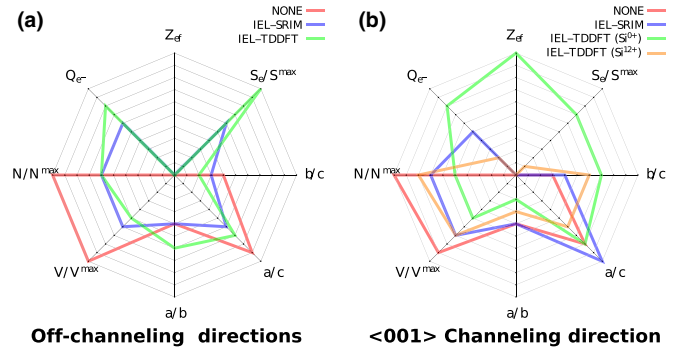 (a)
NONE
IEL–SRIM
IEL–TDDFT
Z_ef
Q_e−
S_e/S^max
N/N^max
b/c
V/V^max
a/c
a/b
Off-channeling directions
(b)
NONE
IEL–SRIM
IEL–TDDFT (Si^0+)
IEL–TDDFT (Si^12+)
Z_ef
Q_e−
S_e/S^max
N/N^max
b/c
V/V^max
a/c
a/b
<001> Channeling direction